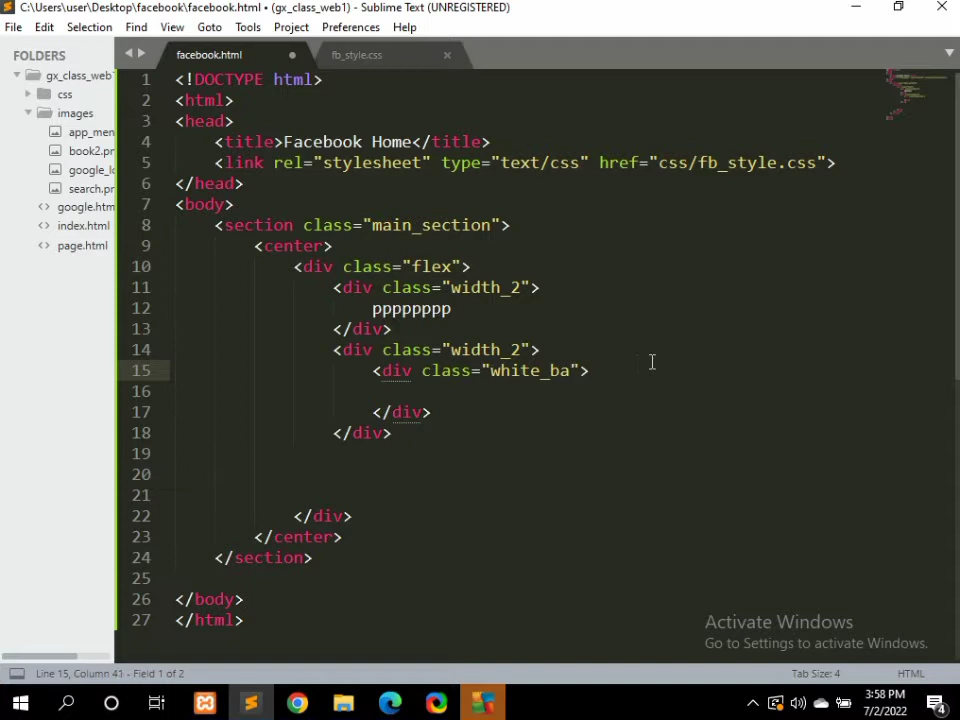 C:\Users\user\Desktop\facebook\facebook.html • (gx_class_web1) - Sublime Text (UNREGISTERED)
File Edit Selection Find View Goto Tools Project Preferences Help
FOLDERS
gx_class_web
css
images
app_men
book2.pr
google_lo
search.pr
google.htm
index.html
page.html
facebook.html
fb_style.css
1 <!DOCTYPE html>
2 <html>
3 <head>
4 <title>Facebook Home</title>
5 <link rel="stylesheet" type="text/css" href="css/fb_style.css">
6 </head>
7 <body>
8 <section class="main_section">
9 <center>
10 <div class="flex">
11 <div class="width_2">
12 pppppppp
13 </div>
14 <div class="width_2">
15 <div class="white_ba">
16
17 </div>
18 </div>
19
20
21
22 </div>
23 </center>
24 </section>
25
26 </body>
27 </html>
Activate Windows
Go to Settings to activate Windows.
Line 15, Column 41 - Field 1 of 2
Tab Size: 4
HTML
3:58 PM
7/2/2022
4